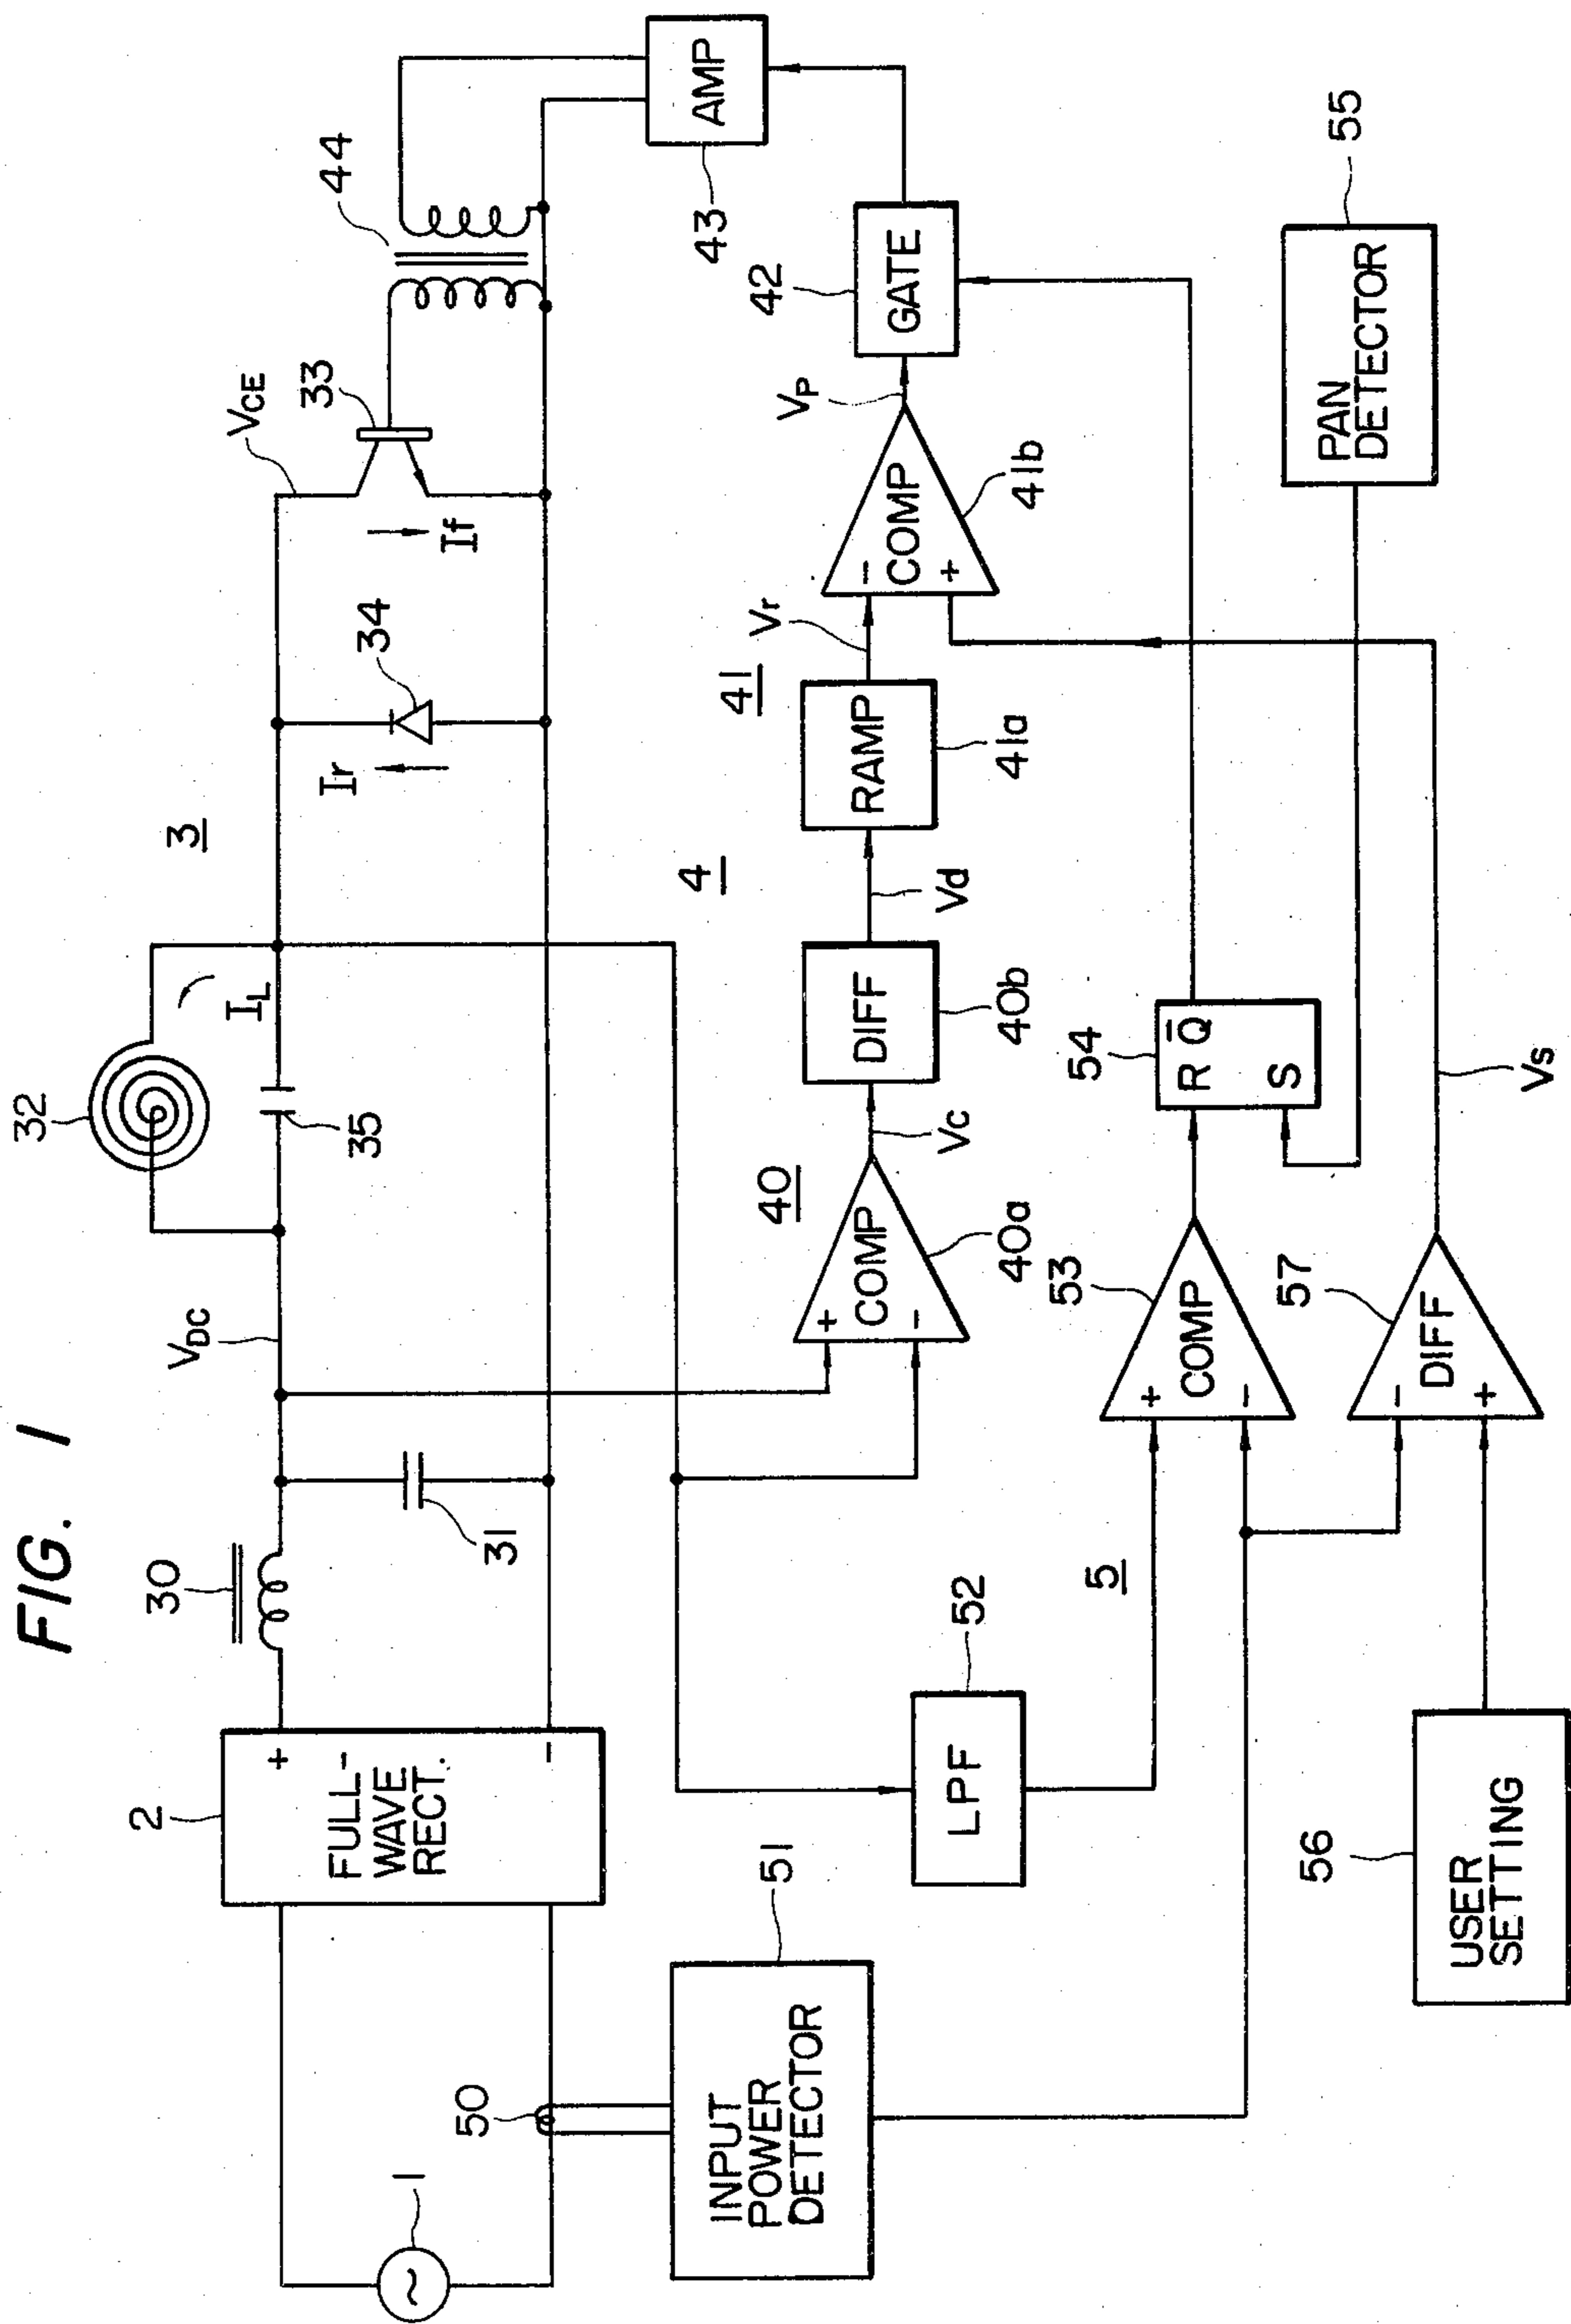 FIG. 1
1
2
FULL-
WAVE
RECT.
+
-
30
31
VDC
32
35
IL
3
Ir
34
VCE
If
33
44
AMP
43
50
INPUT
POWER
DETECTOR
51
LPF
52
40
+
-
COMP
40a
Vc
DIFF
40b
Vd
4
41
RAMP
41a
Vr
-
+
COMP
41b
VP
GATE
42
5
+
-
COMP
53
54
R Q̅
S
PAN
DETECTOR
55
USER
SETTING
56
-
+
DIFF
57
Vs